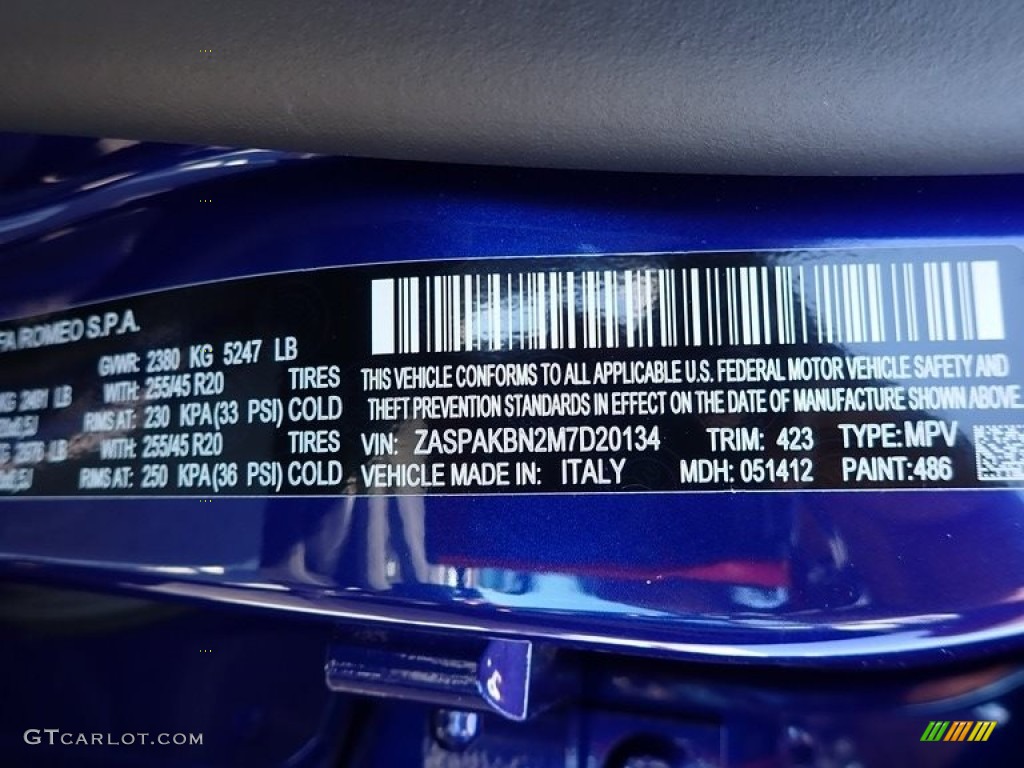 ROMEO S.P.A.
GVWR: 2380 KG 5247 LB
LB WITH: 255/45 R20 TIRES
RIMS AT: 230 KPA(33 PSI) COLD
LB WITH: 255/45 R20 TIRES
RIMS AT: 250 KPA(36 PSI) COLD
THIS VEHICLE CONFORMS TO ALL APPLICABLE U.S. FEDERAL MOTOR VEHICLE SAFETY AND
THEFT PREVENTION STANDARDS IN EFFECT ON THE DATE OF MANUFACTURE SHOWN ABOVE.
VIN: ZASPAKBN2M7D20134 TRIM: 423 TYPE:MPV
VEHICLE MADE IN: ITALY MDH: 051412 PAINT:486
GTCARLOT.COM